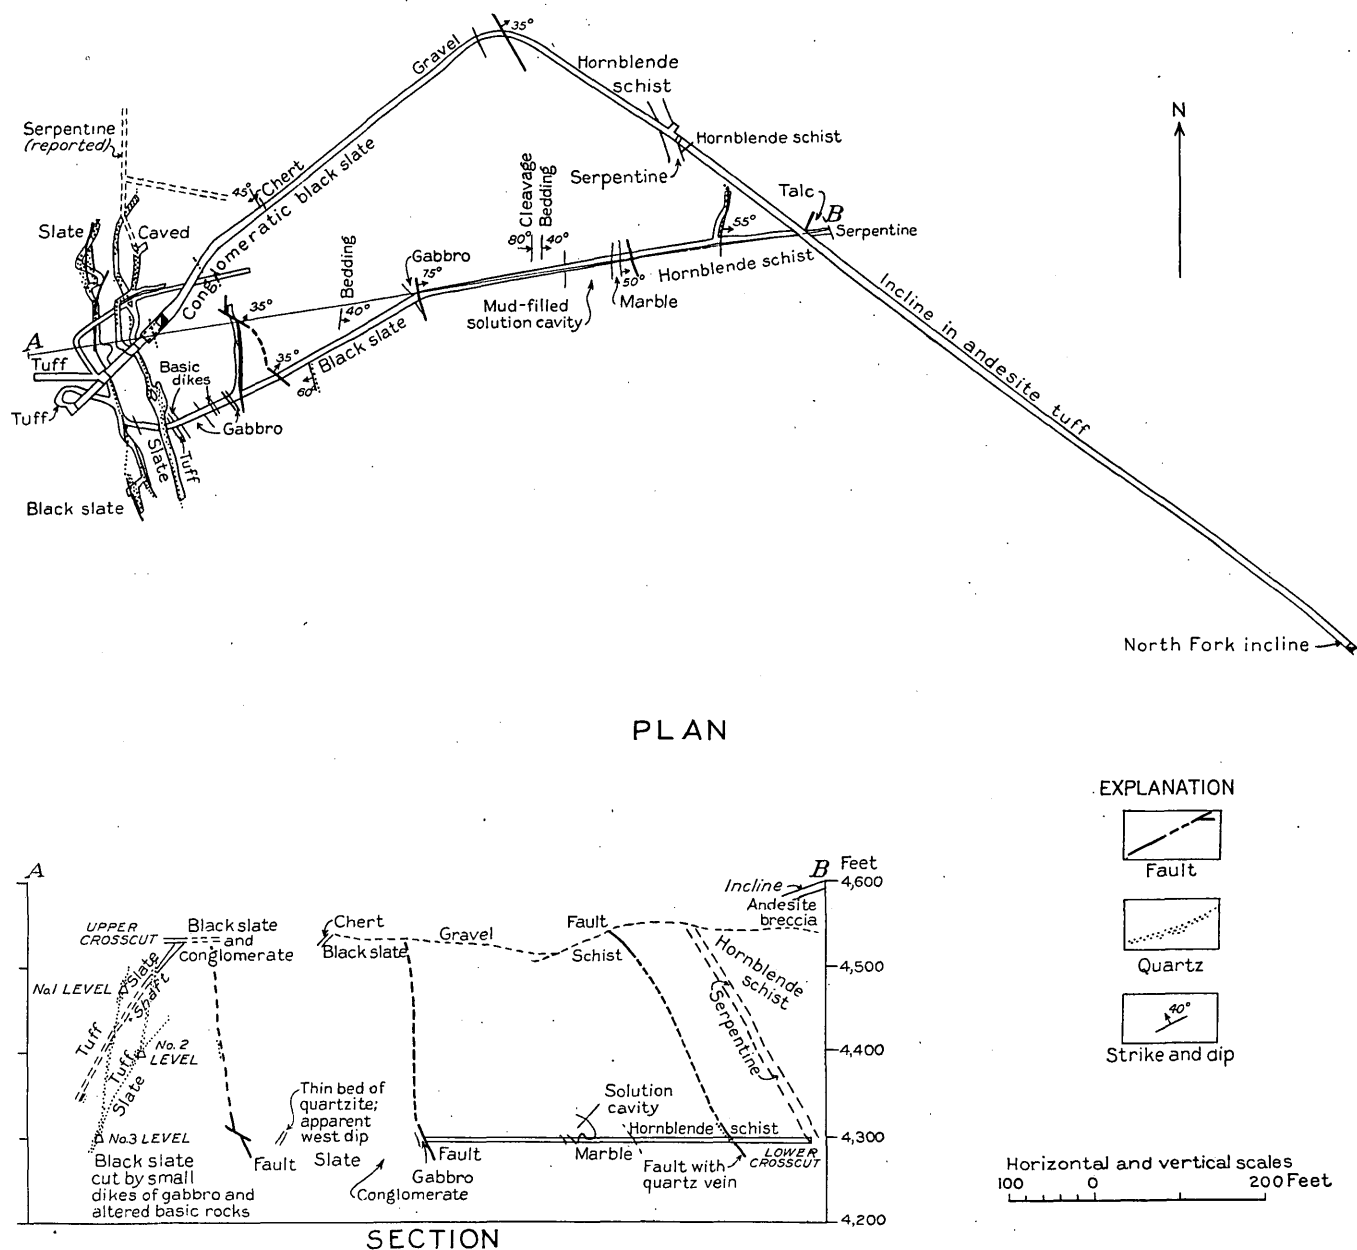 35°
Gravel
Hornblende
schist
N
Serpentine
(reported)
Hornblende schist
Chert
45°
Conglomeratic black slate
Serpentine
Cleavage
Bedding
80°
40°
Talc
B
Serpentine
55°
Slate
Caved
Bedding
40°
Gabbro
75°
Hornblende schist
50°
Marble
Mud-filled
solution cavity
Incline in andesite tuff
35°
A
Tuff
Basic
dikes
35°
Black slate
60°
Tuff
Gabbro
Slate
Tuff
Black slate
North Fork incline
PLAN
EXPLANATION
Fault
Quartz
40°
Strike and dip
A
B
Feet
4,600
Incline
Andesite
breccia
UPPER
CROSSCUT
Black slate
and
Conglomerate
Chert
Black slate
Gravel
Fault
Schist
Hornblende
schist
4,500
Slate
Shaft
No.1 LEVEL
Serpentine
Tuff
Tuff
No. 2
LEVEL
Slate
4,400
Thin bed of
quartzite;
apparent
west dip
Solution
cavity
No.3 LEVEL
Hornblende schist
4,300
Black slate
cut by small
dikes of gabbro and
altered basic rocks
Fault
Slate
Fault
Gabbro
Conglomerate
Marble
Fault with
quartz vein
LOWER
CROSSCUT
Horizontal and vertical scales
100 0 200 Feet
4,200
SECTION